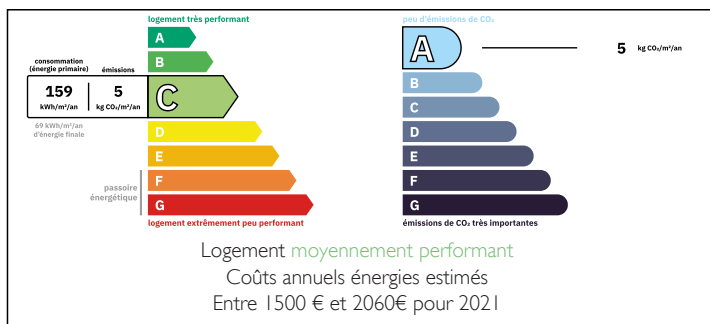 logement très performant
A
B
consommation
(énergie primaire)
émissions
159
kWh/m²/an
5
kg CO₂/m²/an
C
69 kWh/m²/an
d'énergie finale
D
E
F
G
passoire
énergétique
logement extrêmement peu performant
peu d'émissions de CO₂
A
5 kg CO₂/m²/an
B
C
D
E
F
G
émissions de CO₂ très importantes
Logement moyennement performant
Coûts annuels énergies estimés
Entre 1500 € et 2060€ pour 2021